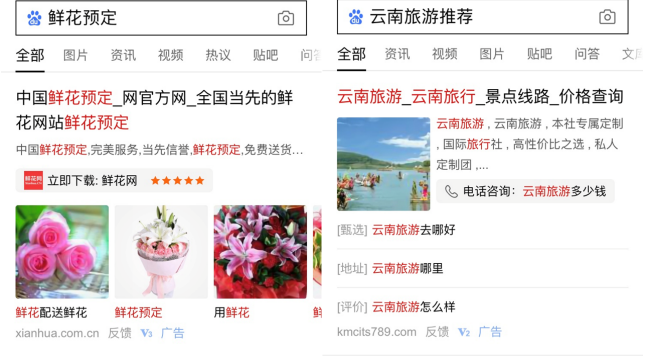 鲜花预定
全部 图片 资讯 视频 热议 贴吧 问答
中国鲜花预定_网官方网_全国当先的鲜
花网站鲜花预定
中国鲜花预定,完美服务,当先信誉,鲜花预定,免费送货...
鲜花网 立即下载: 鲜花网 ★★★★★
鲜花配送鲜花 鲜花预定 用鲜花
xianhua.com.cn 反馈 V3 广告
云南旅游推荐
全部 资讯 视频 图片 贴吧 问答 文库
云南旅游_云南旅行_景点线路_价格查询
云南旅游 , 云南旅游 , 本社专属定制
, 国际旅行社 , 高性价比之选 , 私人
定制团 ,...
电话咨询：云南旅游多少钱
[甄选] 云南旅游去哪好
[地址] 云南旅游哪里
[评价] 云南旅游怎么样
kmcits789.com 反馈 V2 广告